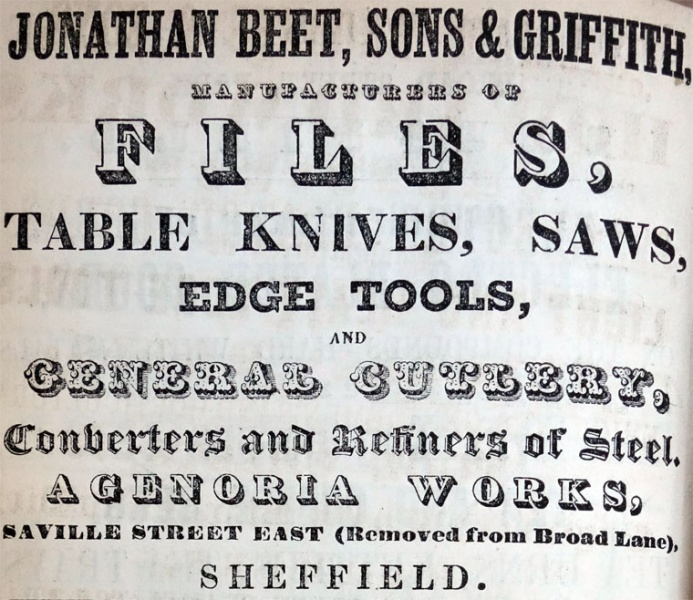 JONATHAN BEET, SONS & GRIFFITH,
MANUFACTURERS OF
FILES,
TABLE KNIVES, SAWS,
EDGE TOOLS,
AND
GENERAL CUTLERY,
Converters and Refiners of Steel.
AGENORIA WORKS,
SAVILLE STREET EAST (Removed from Broad Lane),
SHEFFIELD.